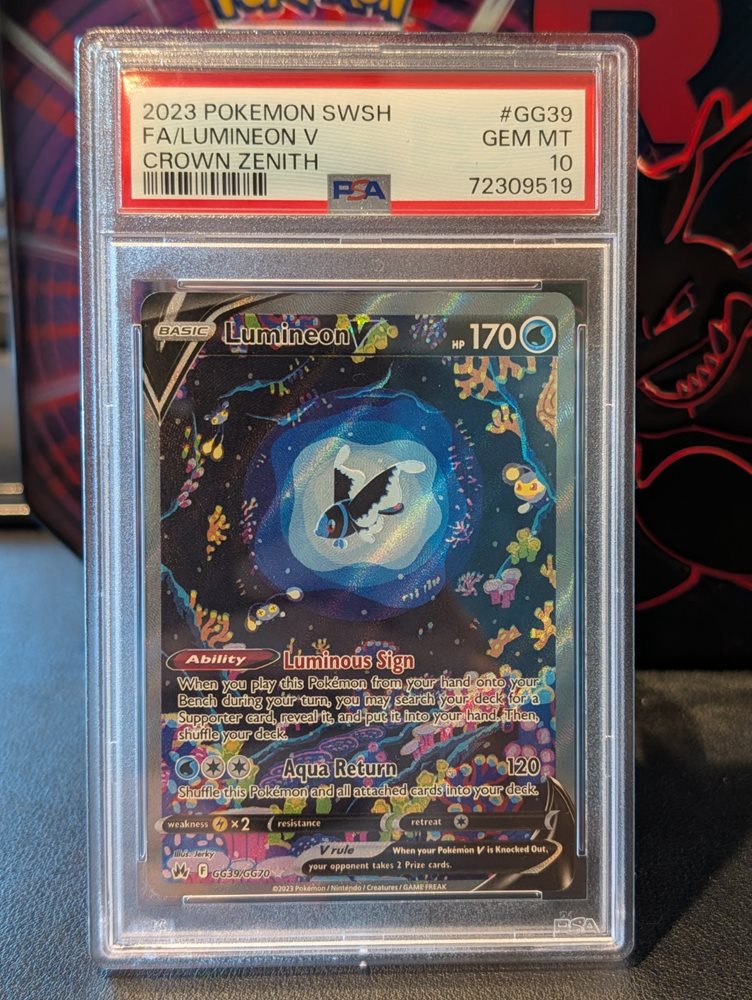 POKÉMON
R
2023 POKEMON SWSH #GG39
FA/LUMINEON V GEM MT
CROWN ZENITH 10
PSA 72309519
BASIC Lumineon V HP 170
Ability Luminous Sign
When you play this Pokémon from your hand onto your
Bench during your turn, you may search your deck for a
Supporter card, reveal it, and put it into your hand. Then,
shuffle your deck.
Aqua Return 120
Shuffle this Pokémon and all attached cards into your deck.
weakness ×2 resistance retreat
V rule When your Pokémon V is Knocked Out,
your opponent takes 2 Prize cards.
Illus. Jerky
F GG39/GG70
©2023 Pokémon / Nintendo / Creatures / GAME FREAK
PSA